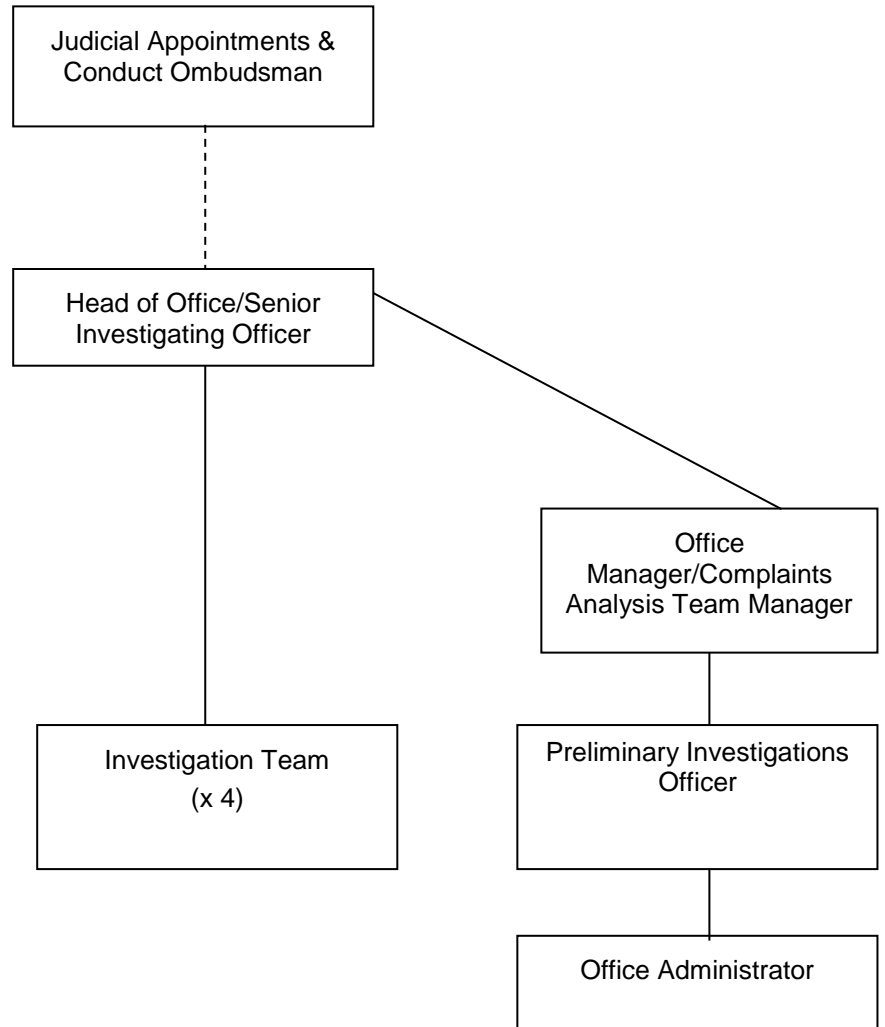 Judicial Appointments &
Conduct Ombudsman
Head of Office/Senior
Investigating Officer
Office
Manager/Complaints
Analysis Team Manager
Investigation Team
(x 4)
Preliminary Investigations
Officer
Office Administrator